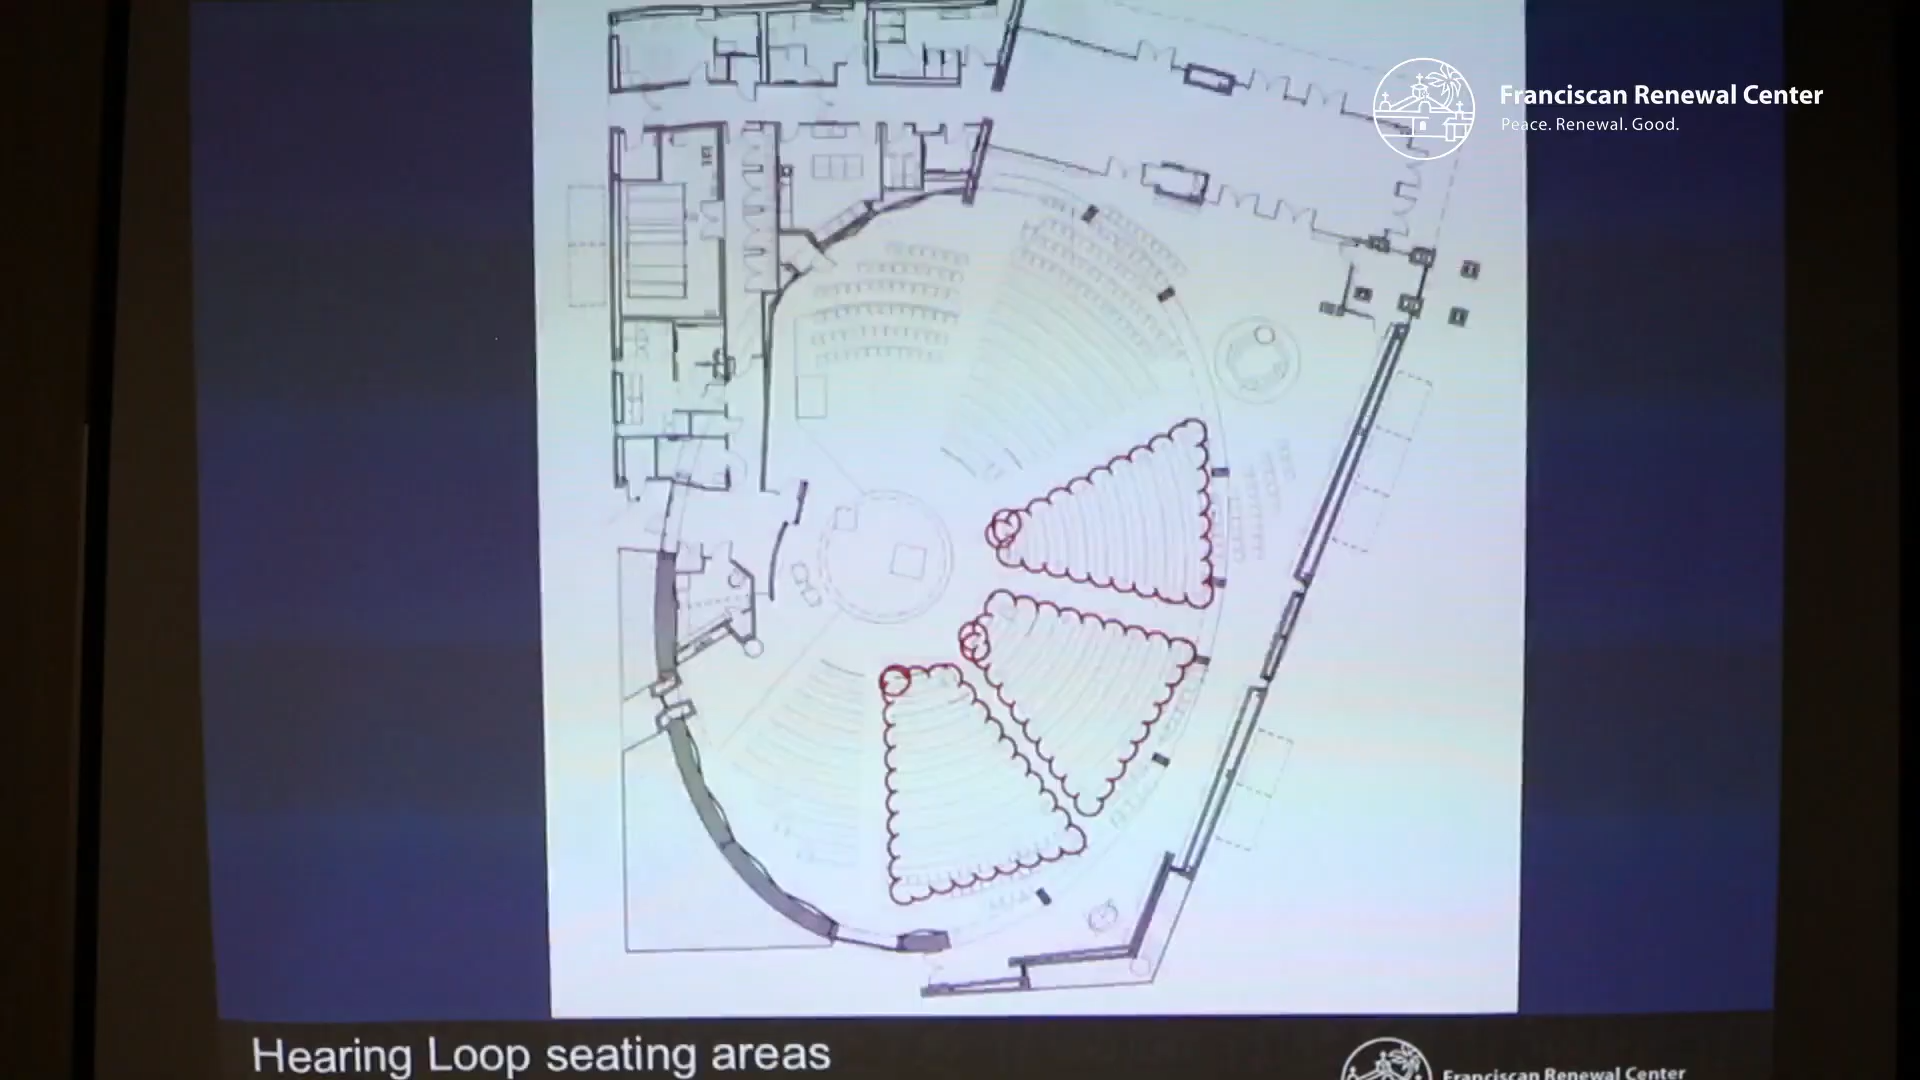 Franciscan Renewal Center
Peace. Renewal. Good.
Hearing Loop seating areas
Franciscan Renewal Center